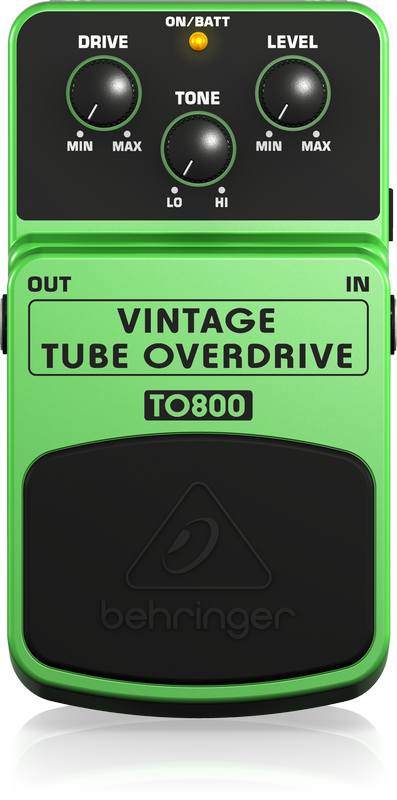 ON/BATT
DRIVE
LEVEL
TONE
MIN MAX
MIN MAX
LO HI
OUT
IN
VINTAGE
TUBE OVERDRIVE
TO800
behringer